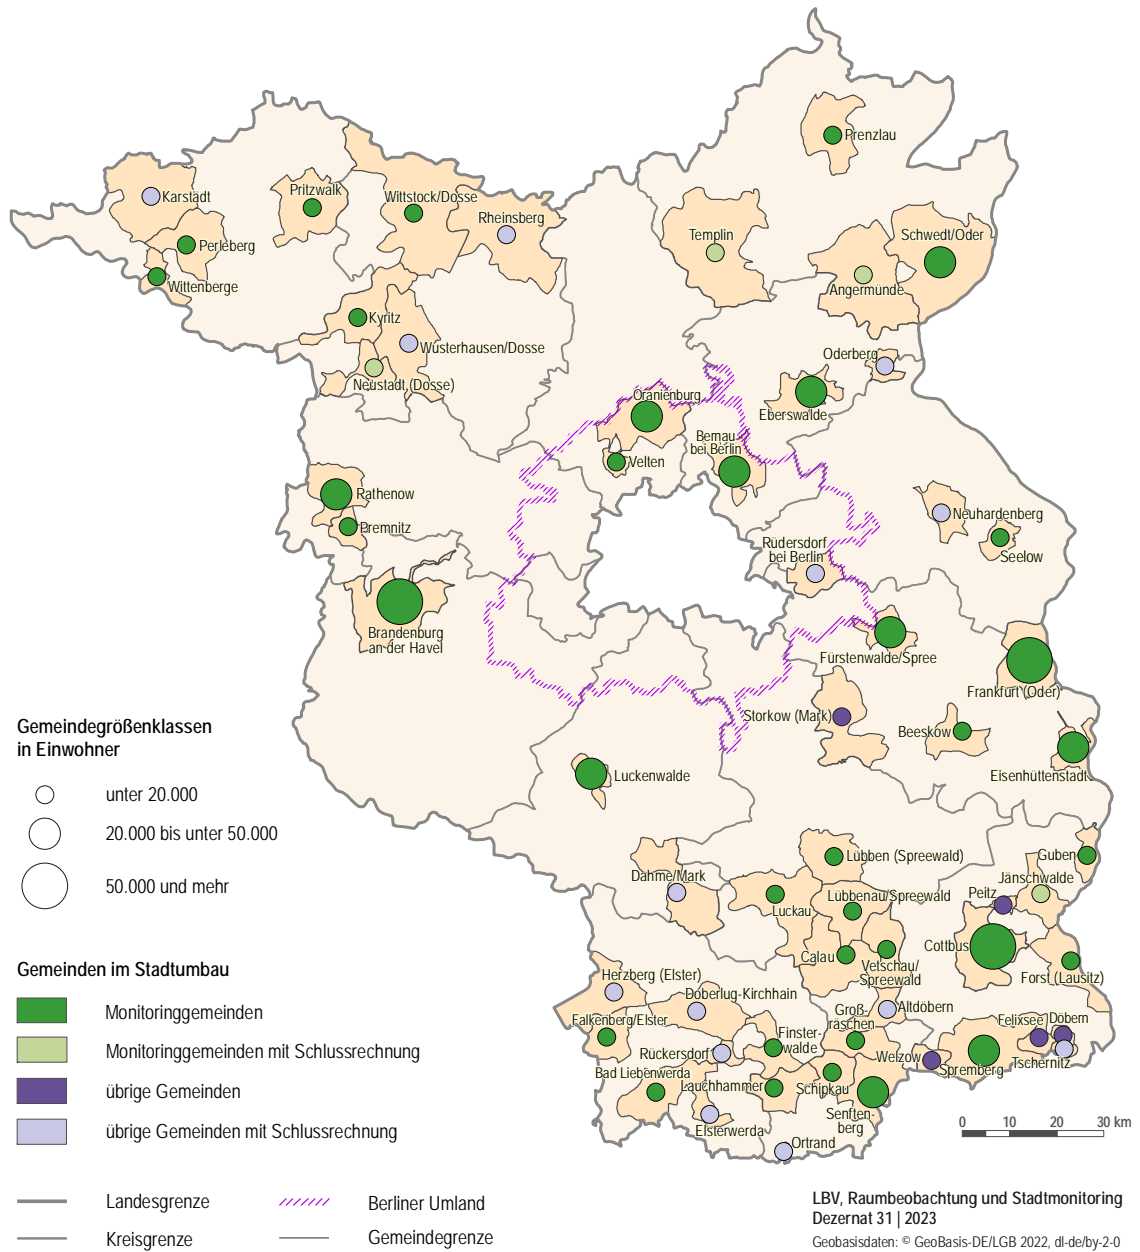 Prenzlau
Karstädt
Pritzwalk
Wittstock/Dosse
Rheinsberg
Perleberg
Wittenberge
Templin
Schwedt/Oder
Angermünde
Kyritz
Wusterhausen/Dosse
Neustadt (Dosse)
Oderberg
Eberswalde
Oranienburg
Bernau
bei Berlin
Velten
Rathenow
Premnitz
Neuhardenberg
Seelow
Rüdersdorf
bei Berlin
Brandenburg
an der Havel
Fürstenwalde/Spree
Frankfurt (Oder)
Storkow (Mark)
Beeskow
Eisenhüttenstadt
Luckenwalde
Gemeindegrößenklassen
in Einwohner
unter 20.000
20.000 bis unter 50.000
50.000 und mehr
Lübben (Spreewald)
Guben
Dahme/Mark
Jänschwalde
Luckau
Lübbenau/Spreewald
Peitz
Cottbus
Calau
Vetschau/
Spreewald
Forst (Lausitz)
Herzberg (Elster)
Doberlug-Kirchhain
Altdöbern
Groß-
räschen
Falkenberg/Elster
Finster-
walde
Felixsee
Döbern
Rückersdorf
Welzow
Spremberg
Tschernitz
Bad Liebenwerda
Lauchhammer
Schipkau
Senften-
berg
Elsterwerda
Ortrand
Gemeinden im Stadtumbau
Monitoringgemeinden
Monitoringgemeinden mit Schlussrechnung
übrige Gemeinden
übrige Gemeinden mit Schlussrechnung
Landesgrenze
Kreisgrenze
Berliner Umland
Gemeindegrenze
0 10 20 30 km
LBV, Raumbeobachtung und Stadtmonitoring
Dezernat 31 | 2023
Geobasisdaten: © GeoBasis-DE/LGB 2022, dl-de/by-2-0